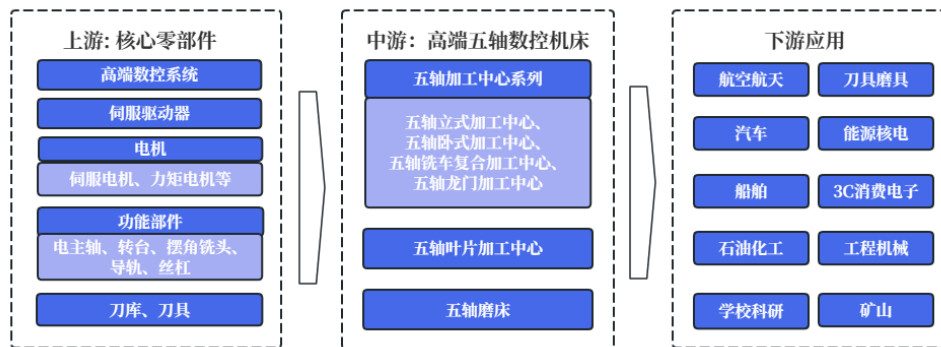 上游: 核心零部件
高端数控系统
伺服驱动器
电机
伺服电机、力矩电机等
功能部件
电主轴、转台、摆角铣头、
导轨、丝杠
刀库、刀具
中游：高端五轴数控机床
五轴加工中心系列
五轴立式加工中心、
五轴卧式加工中心、
五轴铣车复合加工中心、
五轴龙门加工中心
五轴叶片加工中心
五轴磨床
下游应用
航空航天
刀具磨具
汽车
能源核电
船舶
3C消费电子
石油化工
工程机械
学校科研
矿山